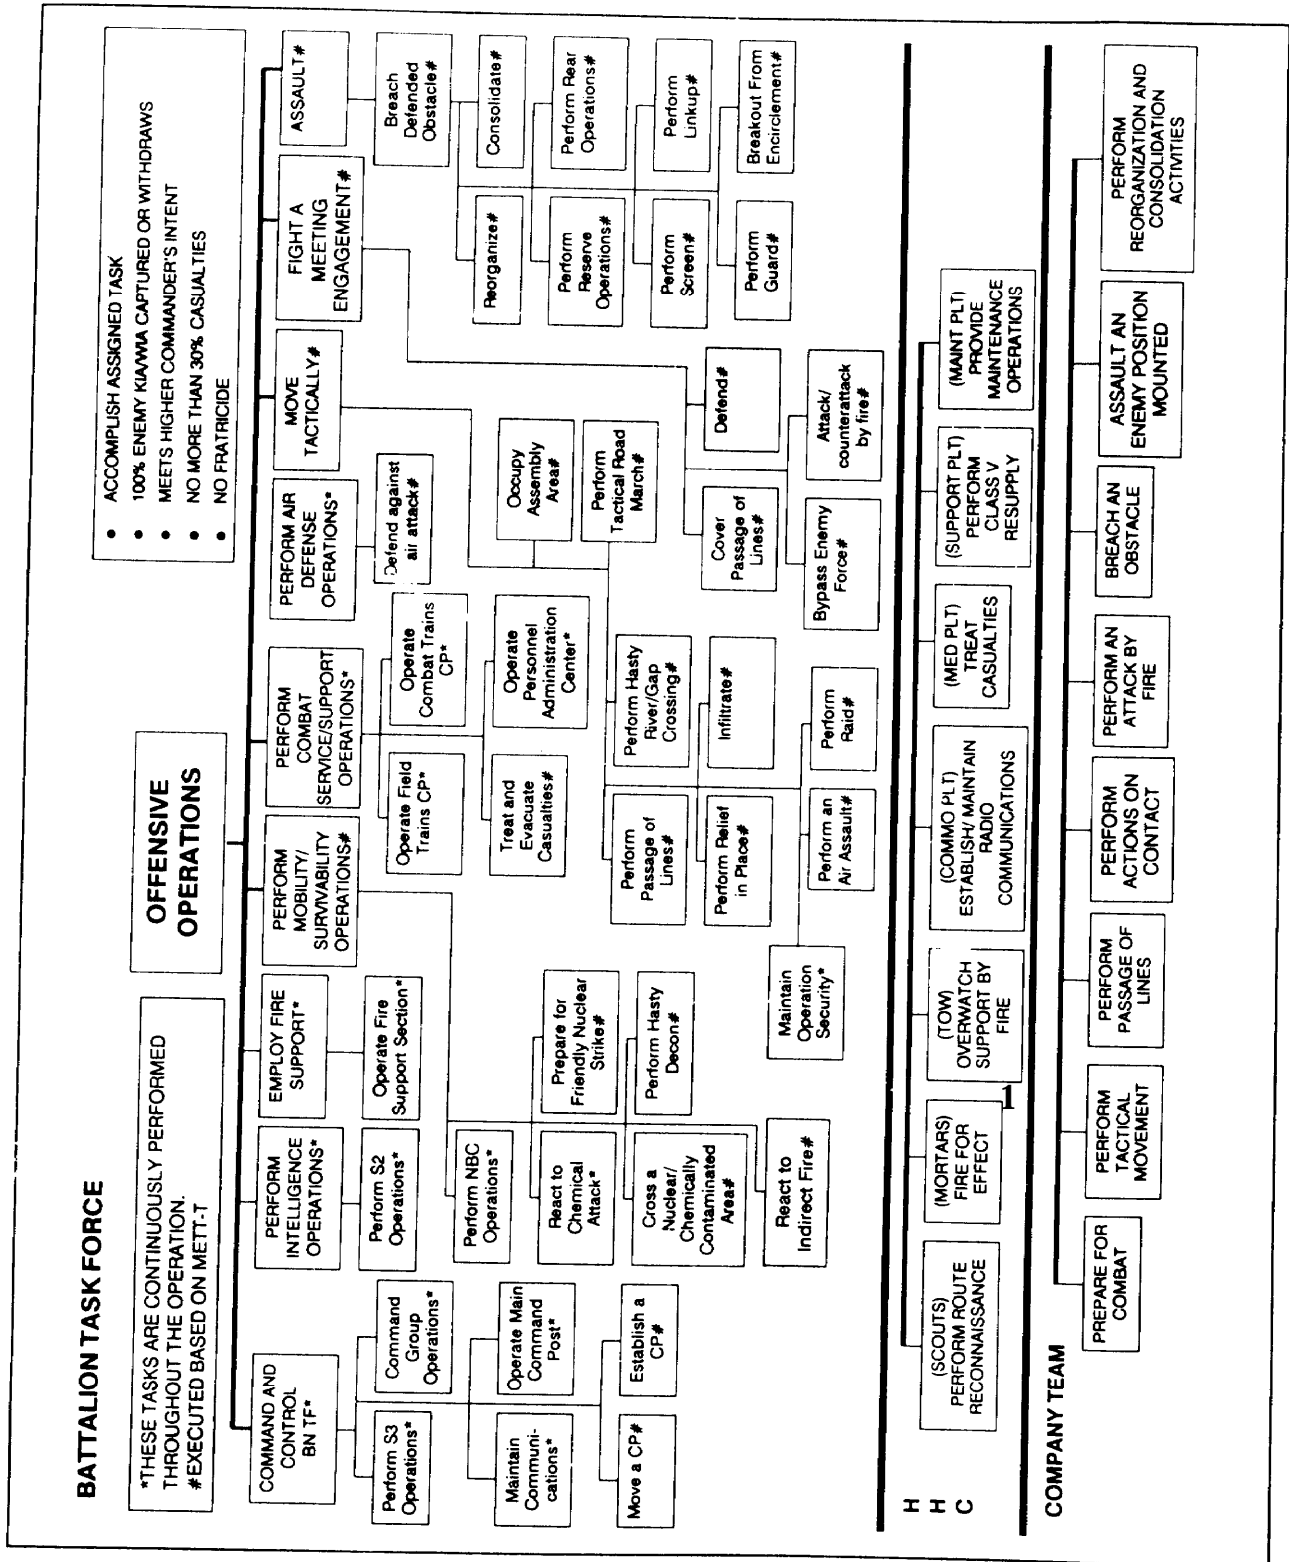 BATTALION TASK FORCE
*THESE TASKS ARE CONTINUOUSLY PERFORMED
THROUGHOUT THE OPERATION.
#EXECUTED BASED ON METT-T
OFFENSIVE
OPERATIONS
• ACCOMPLISH ASSIGNED TASK
• 100% ENEMY KIA/WIA CAPTURED OR WITHDRAWS
• MEETS HIGHER COMMANDER'S INTENT
• NO MORE THAN 30% CASUALTIES
• NO FRATRICIDE
COMMAND AND
CONTROL
BN TF*
PERFORM
INTELLIGENCE
OPERATIONS*
EMPLOY FIRE
SUPPORT*
PERFORM
MOBILITY/
SURVIVABILITY
OPERATIONS#
PERFORM
COMBAT
SERVICE/SUPPORT
OPERATIONS*
PERFORM AIR
DEFENSE
OPERATIONS*
MOVE
TACTICALLY#
FIGHT A
MEETING
ENGAGEMENT#
ASSAULT#
Perform S3
Operations*
Command
Group
Operations*
Maintain
Communi-
cations*
Operate Main
Command
Post*
Move a CP#
Establish a
CP#
Perform S2
Operations*
Operate Fire
Support Section*
Perform NBC
Operations*
React to
Chemical
Attack*
Prepare for
Friendly Nuclear
Strike#
Cross a
Nuclear/
Chemically
Contaminated
Area#
Perform Hasty
Decon#
React to
Indirect Fire#
Operate Field
Trains CP*
Operate
Combat Trains
CP*
Treat and
Evacuate
Casualties#
Operate
Personnel
Administration
Center*
Defend against
air attack#
Occupy
Assembly
Area#
Perform
Tactical Road
March#
Perform
Passage of
Lines#
Perform Hasty
River/Gap
Crossing#
Perform Relief
in Place#
Infiltrate#
Maintain
Operation
Security*
Perform an
Air Assault#
Perform
Raid#
Cover
Passage of
Lines#
Defend#
Bypass Enemy
Force#
Attack/
counterattack
by fire#
Breach
Defended
Obstacle#
Reorganize#
Consolidate#
Perform
Reserve
Operations#
Perform Rear
Operations#
Perform
Screen#
Perform
Linkup#
Perform
Guard#
Breakout From
Encirclement#
H
H
C
(SCOUTS)
PERFORM ROUTE
RECONNAISSANCE
(MORTARS)
FIRE FOR
EFFECT
1
(TOW)
OVERWATCH
SUPPORT BY
FIRE
(COMMO PLT)
ESTABLISH/MAINTAIN
RADIO
COMMUNICATIONS
(MED PLT)
TREAT
CASUALTIES
(SUPPORT PLT)
PERFORM
CLASS V
RESUPPLY
(MAINT PLT)
PROVIDE
MAINTENANCE
OPERATIONS
COMPANY TEAM
PREPARE FOR
COMBAT
PERFORM
TACTICAL
MOVEMENT
PERFORM
PASSAGE OF
LINES
PERFORM
ACTIONS ON
CONTACT
PERFORM AN
ATTACK BY
FIRE
BREACH AN
OBSTACLE
ASSAULT AN
ENEMY POSITION
MOUNTED
PERFORM
REORGANIZATION AND
CONSOLIDATION
ACTIVITIES